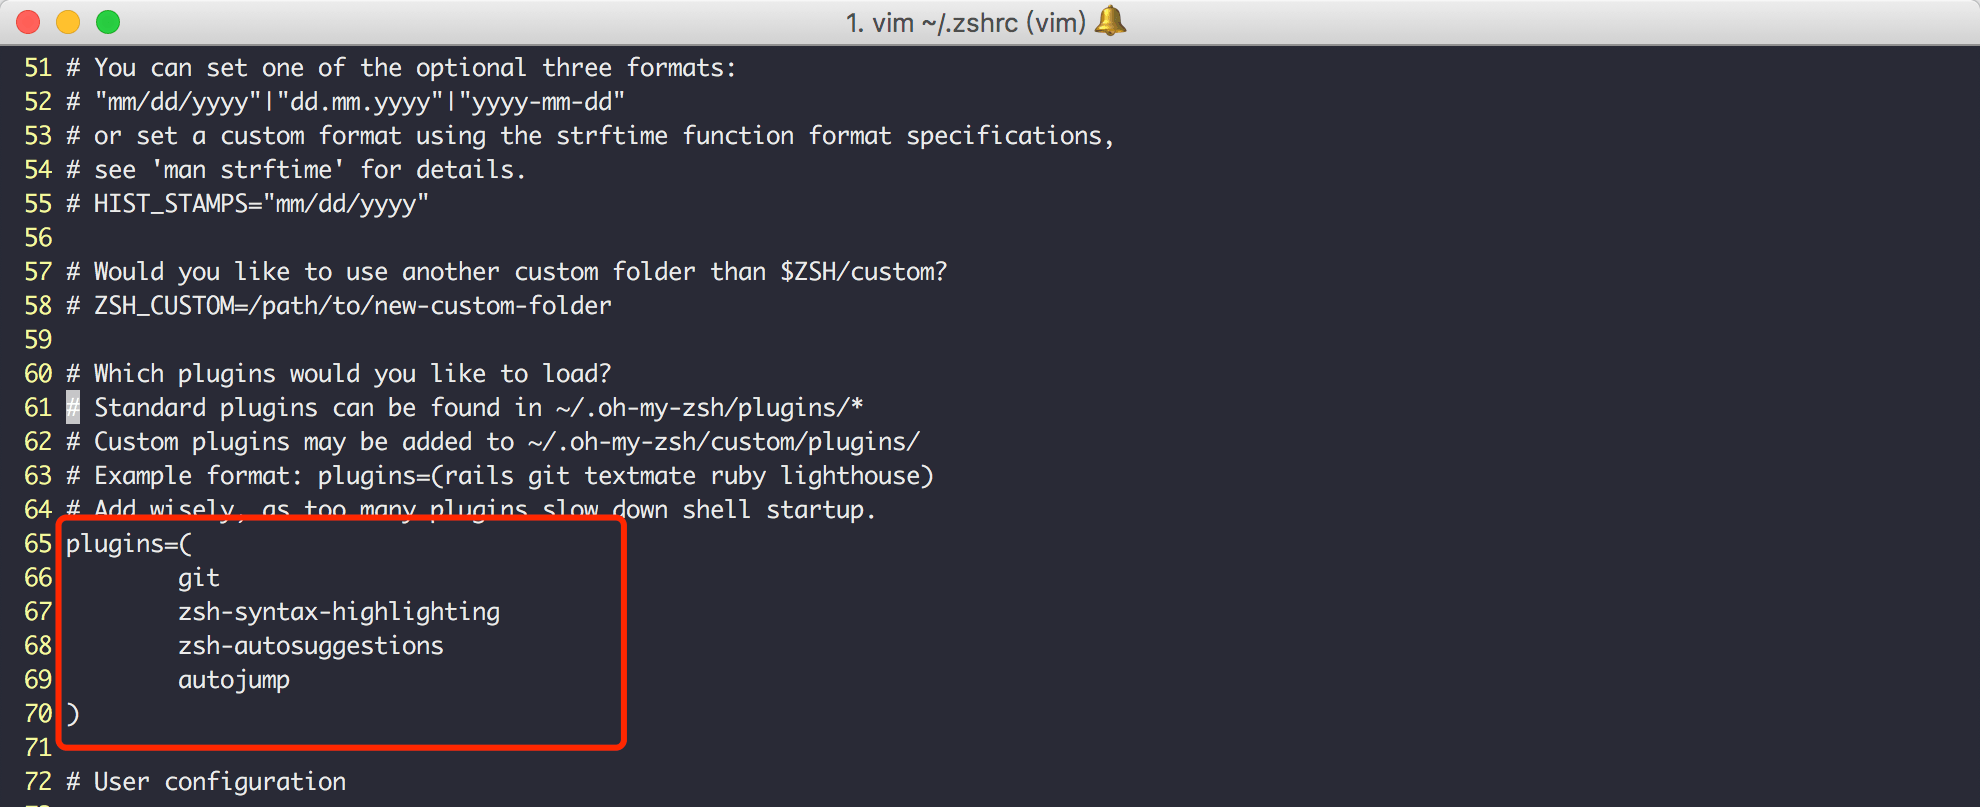 1. vim ~/.zshrc (vim) 🔔
51 # You can set one of the optional three formats:
52 # "mm/dd/yyyy"|"dd.mm.yyyy"|"yyyy-mm-dd"
53 # or set a custom format using the strftime function format specifications,
54 # see 'man strftime' for details.
55 # HIST_STAMPS="mm/dd/yyyy"
56
57 # Would you like to use another custom folder than $ZSH/custom?
58 # ZSH_CUSTOM=/path/to/new-custom-folder
59
60 # Which plugins would you like to load?
61 # Standard plugins can be found in ~/.oh-my-zsh/plugins/*
62 # Custom plugins may be added to ~/.oh-my-zsh/custom/plugins/
63 # Example format: plugins=(rails git textmate ruby lighthouse)
64 # Add wisely, as too many plugins slow down shell startup.
65 plugins=(
66         git
67         zsh-syntax-highlighting
68         zsh-autosuggestions
69         autojump
70 )
71
72 # User configuration